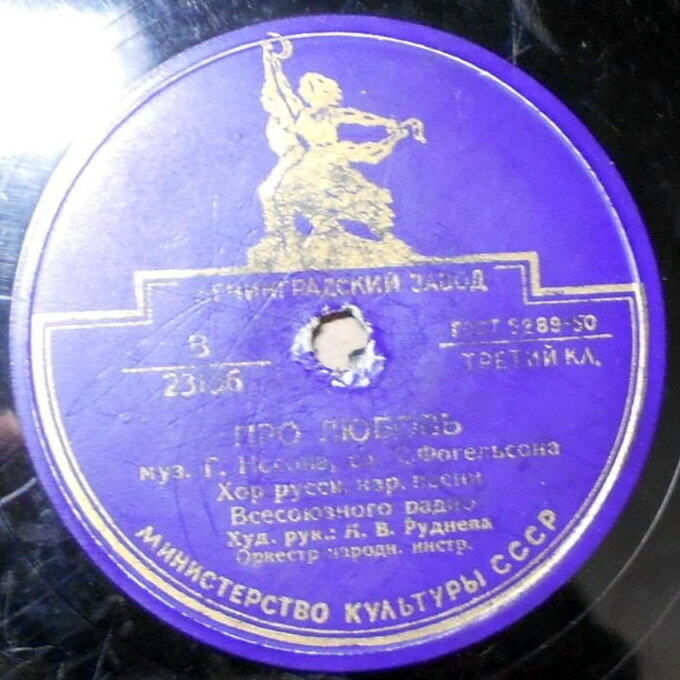 ЛЕНИНГРАДСКИЙ ЗАВОД
В
ГОСТ 5289-50
ТРЕТИЙ КЛ.
ПРО ЛЮБОВЬ
муз. Г. Носова, сл. С. Фогельсона
Хор русск. нар. песни
Всесоюзного радио
Худ. рук.: Н. В. Руднева
Оркестр народн. инстр.
МИНИСТЕРСТВО КУЛЬТУРЫ СССР